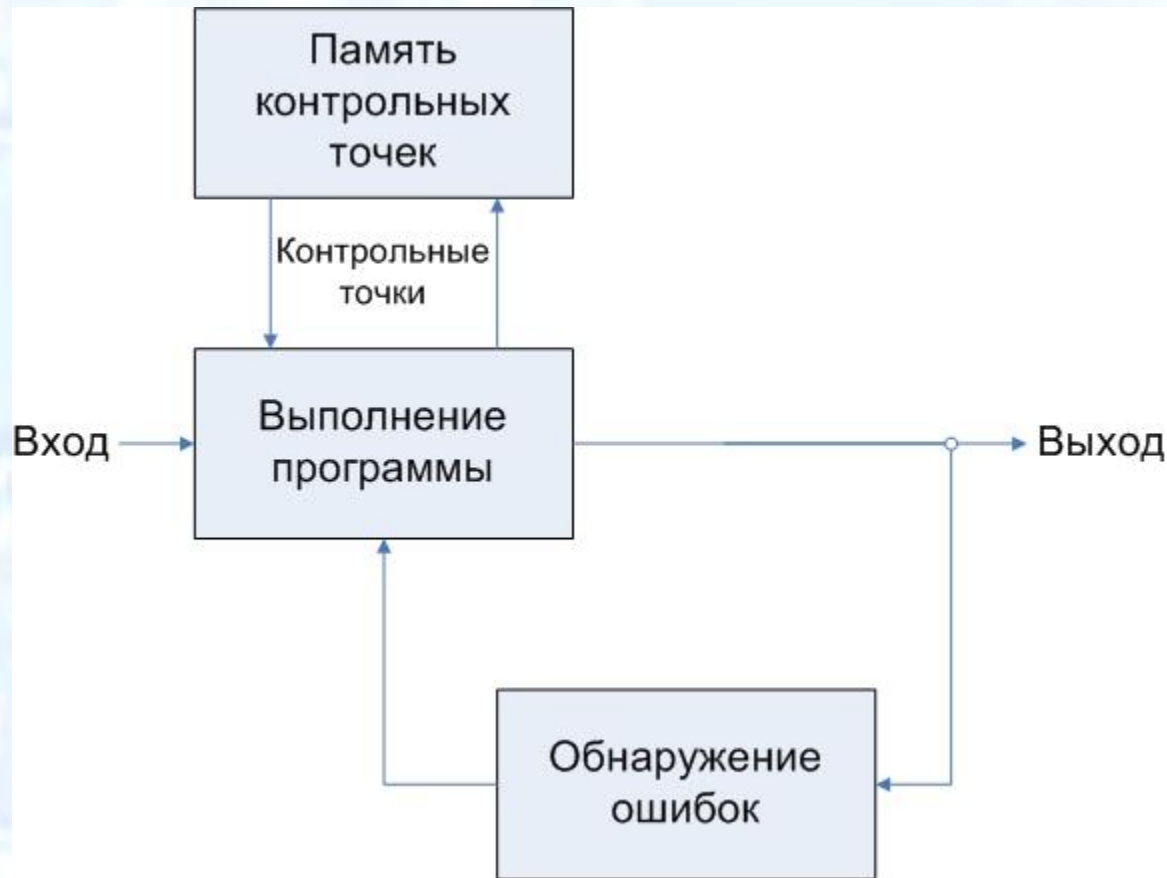 Память
контрольных
точек
Контрольные
точки
Вход
Выполнение
программы
Выход
Обнаружение
ошибок